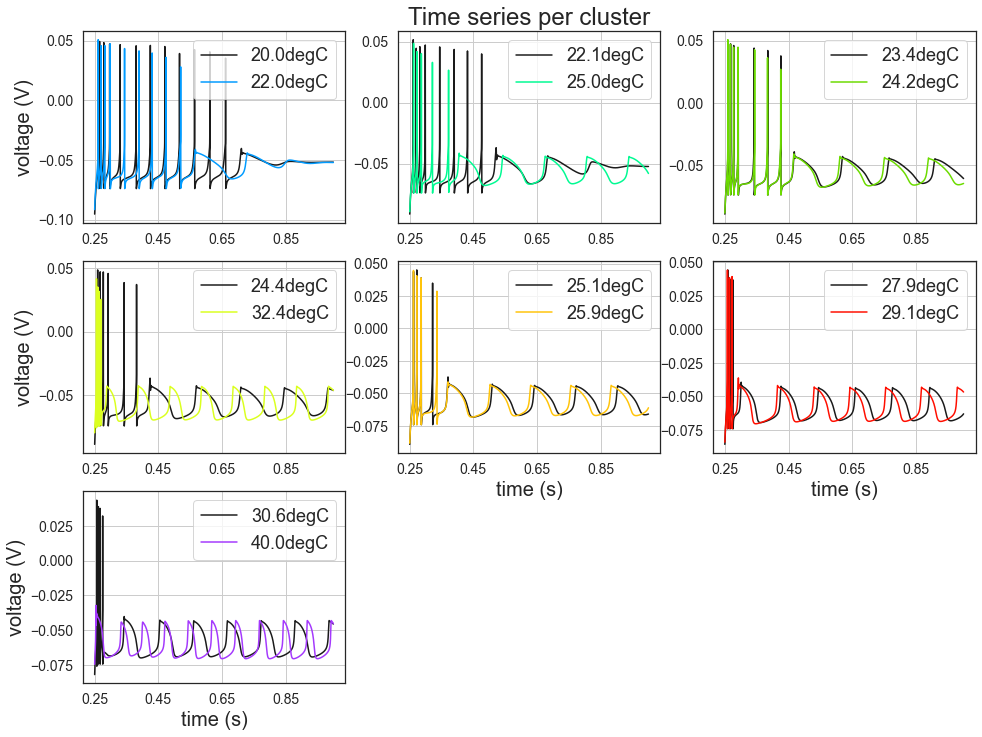 Time series per cluster
voltage (V)
0.05
0.00
−0.05
−0.10
20.0degC
22.0degC
0.25 0.45 0.65 0.85
0.05
0.00
−0.05
22.1degC
25.0degC
0.25 0.45 0.65 0.85
0.05
0.00
−0.05
23.4degC
24.2degC
0.25 0.45 0.65 0.85
voltage (V)
0.05
0.00
−0.05
24.4degC
32.4degC
0.25 0.45 0.65 0.85
0.050
0.025
0.000
−0.025
−0.050
−0.075
25.1degC
25.9degC
0.25 0.45 0.65 0.85
time (s)
0.050
0.025
0.000
−0.025
−0.050
−0.075
27.9degC
29.1degC
0.25 0.45 0.65 0.85
time (s)
voltage (V)
0.025
0.000
−0.025
−0.050
−0.075
30.6degC
40.0degC
0.25 0.45 0.65 0.85
time (s)